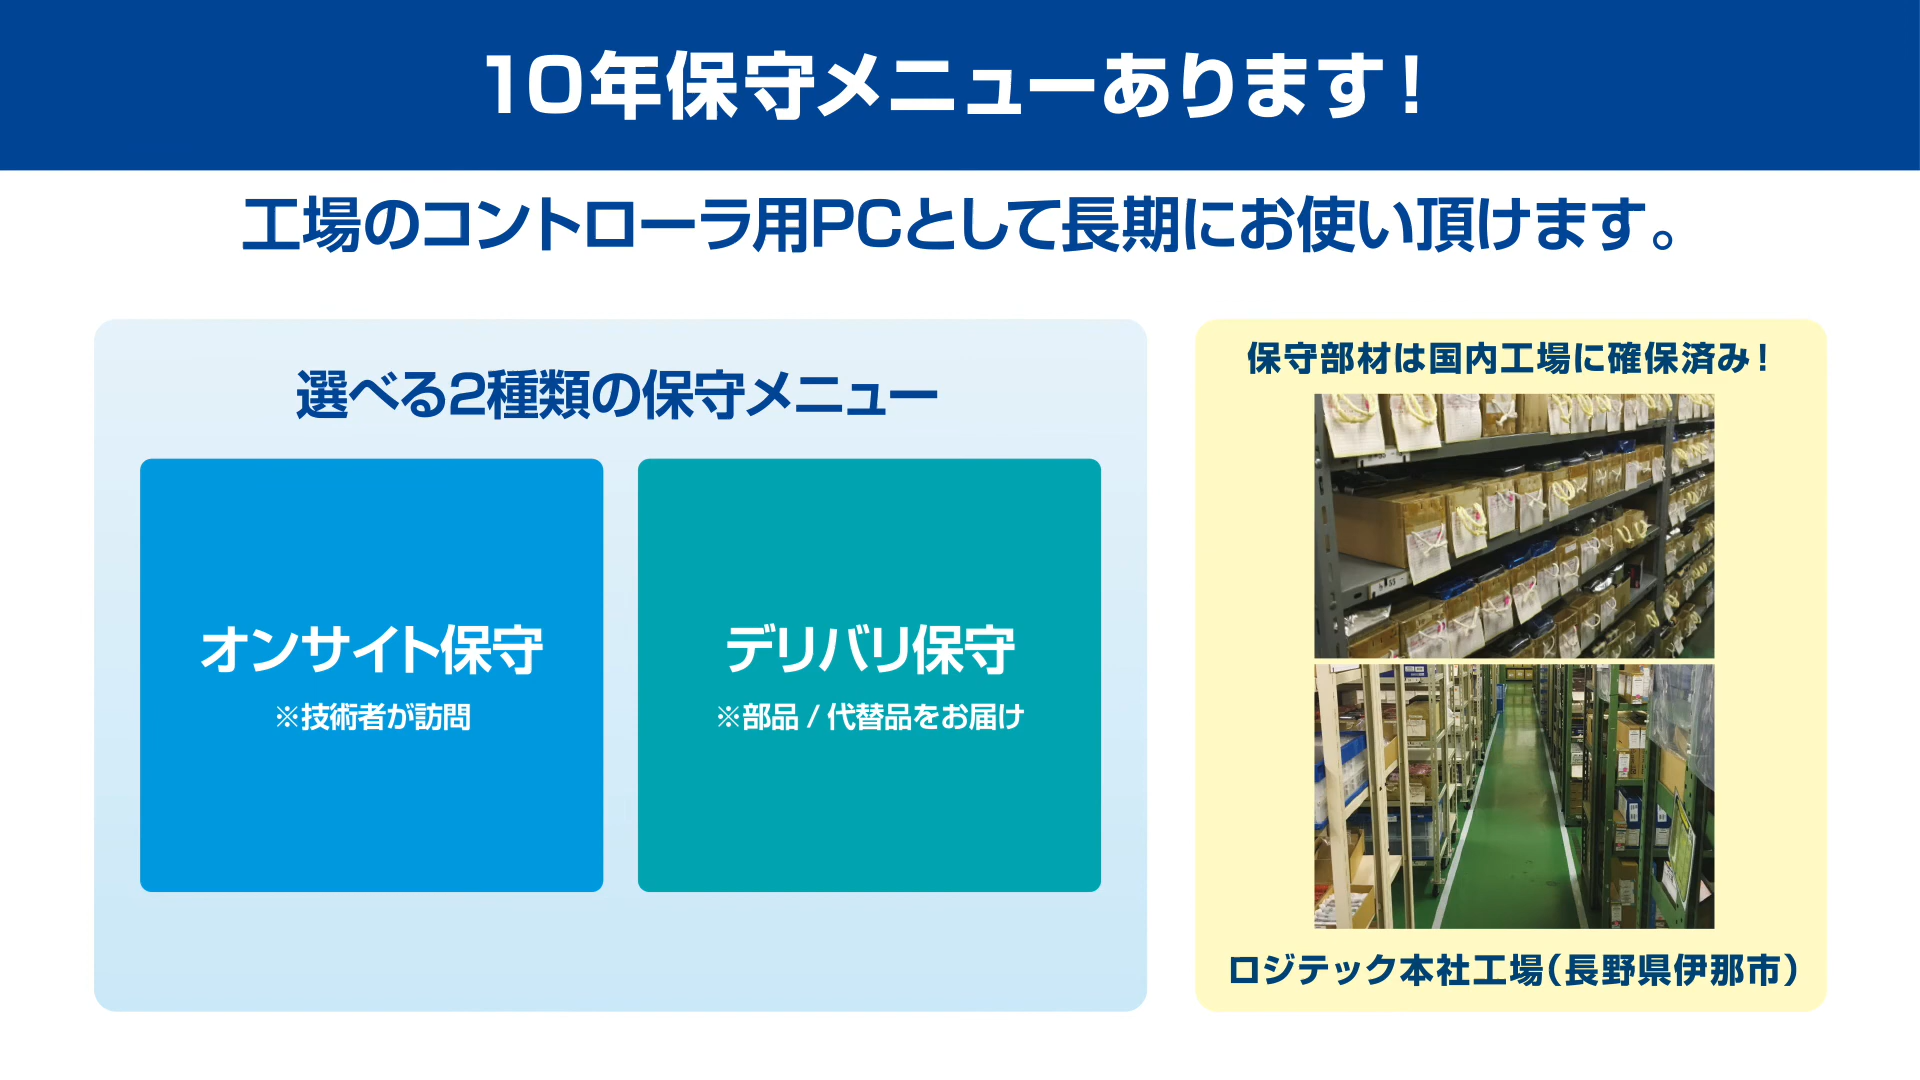 10年保守メニューあります！
工場のコントローラ用PCとして長期にお使い頂けます。
選べる2種類の保守メニュー
オンサイト保守
※技術者が訪問
デリバリ保守
※部品 / 代替品をお届け
保守部材は国内工場に確保済み！
ロジテック本社工場（長野県伊那市）